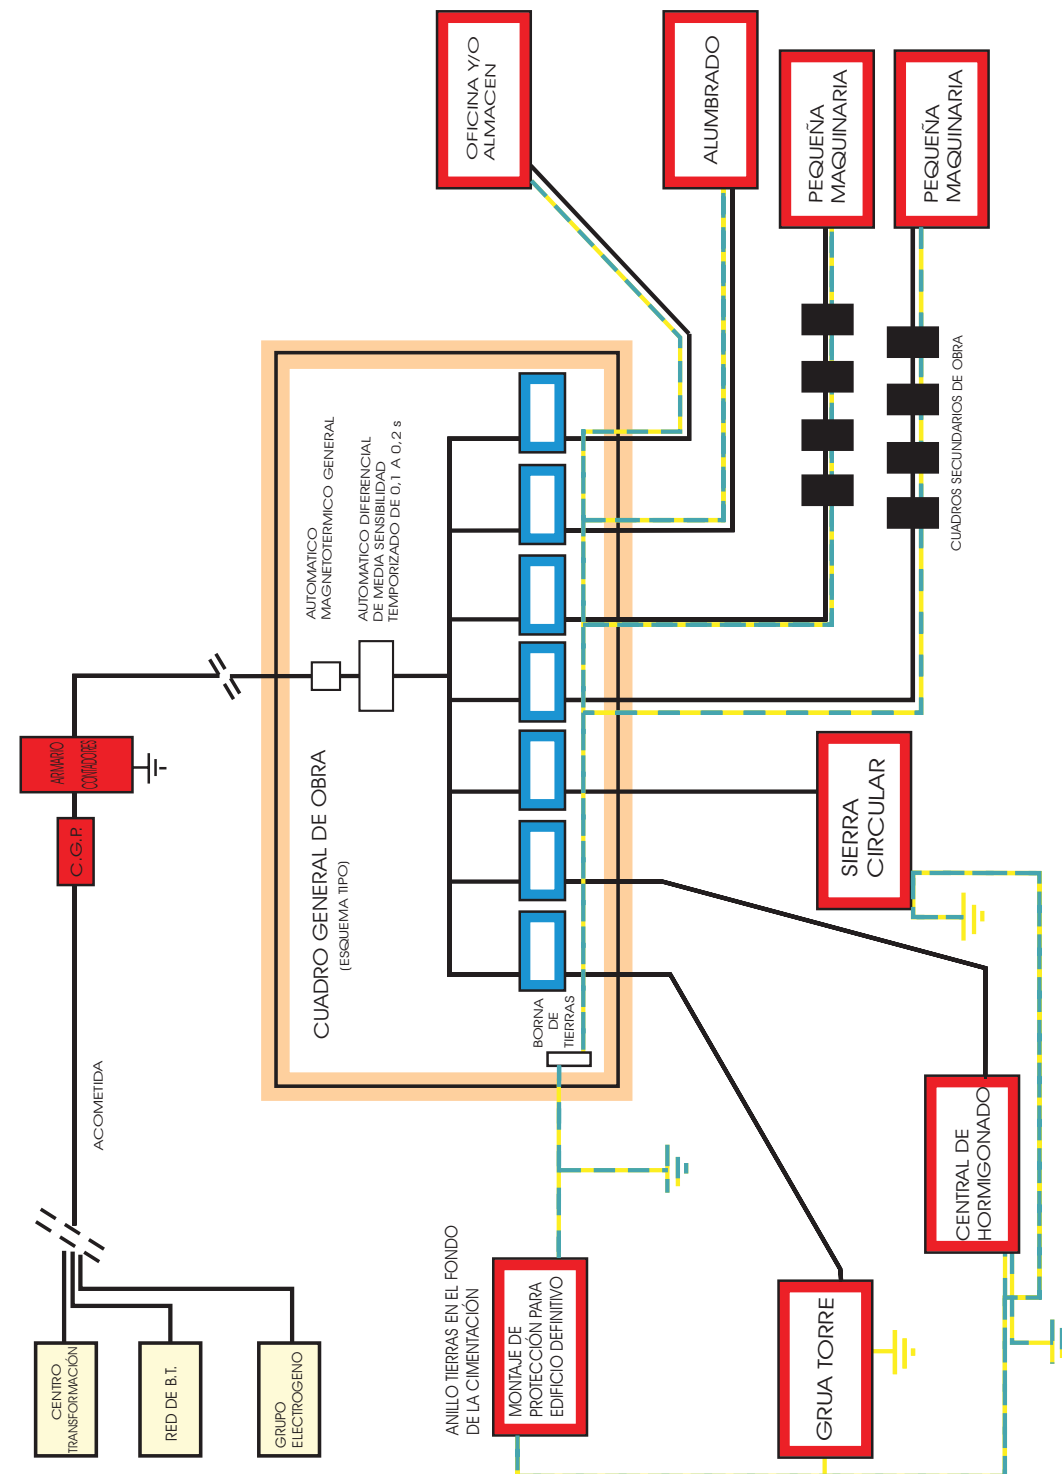 CENTRO
TRANSFORMACIÓN
RED DE B.T.
GRUPO
ELECTROGENO
ACOMETIDA
C.G.P.
ARMARIO
CONTADOTES
CUADRO GENERAL DE OBRA
(ESQUEMA TIPO)
AUTOMATICO
MAGNETOTERMICO GENERAL
AUTOMATICO DIFERENCIAL
DE MEDIA SENSIBILIDAD
TEMPORIZADO DE 0,1 A 0,2 s
BORNA
DE
TIERRAS
OFICINA Y/O
ALMACEN
ALUMBRADO
PEQUEÑA
MAQUINARIA
PEQUEÑA
MAQUINARIA
CUADROS SECUNDARIOS DE OBRA
SIERRA
CIRCULAR
CENTRAL DE
HORMIGONADO
GRUA TORRE
ANILLO TIERRAS EN EL FONDO
DE LA CIMENTACIÓN
MONTAJE DE
PROTECCIÓN PARA
EDIFICIO DEFINITIVO